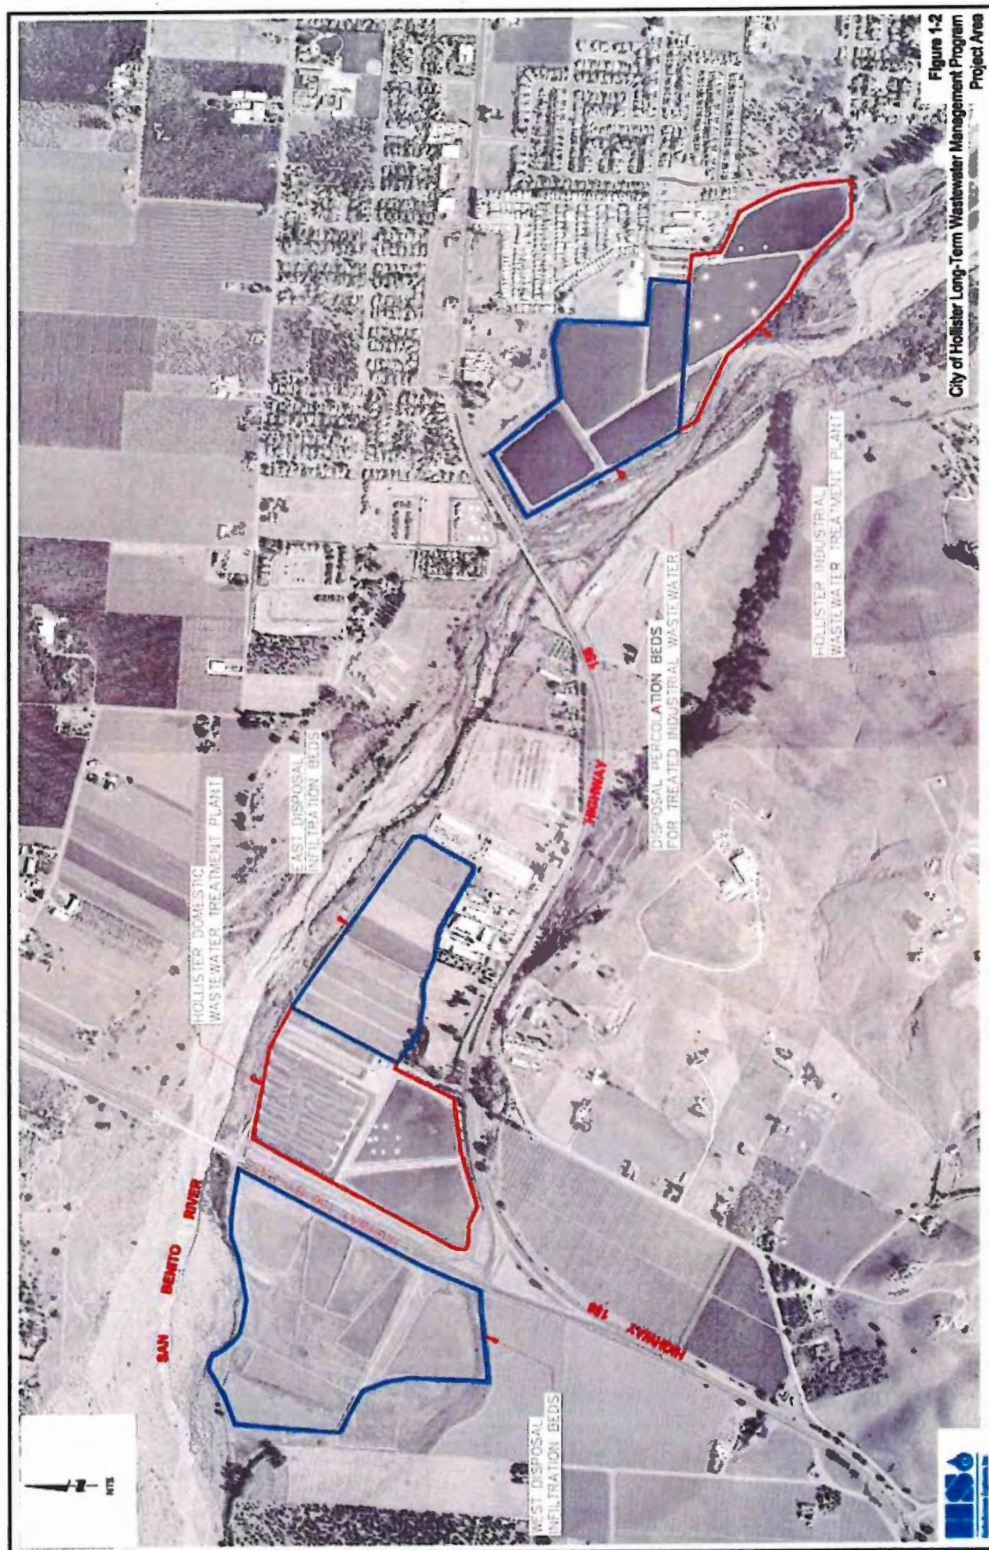 Figure 1-2
City of Hollister Long-Term Wastewater Management Program
Project Area
NTS
SAN BENITO RIVER
HOLLISTER DOMESTIC
WASTEWATER TREATMENT PLANT
EAST DISPOSAL
INFILTRATION BEDS
WEST DISPOSAL
INFILTRATION BEDS
HIGHWAY 156
HIGHWAY
DISPOSAL PERCOLATION BEDS
FOR TREATED INDUSTRIAL WASTEWATER
HOLLISTER INDUSTRIAL
WASTEWATER TREATMENT PLANT